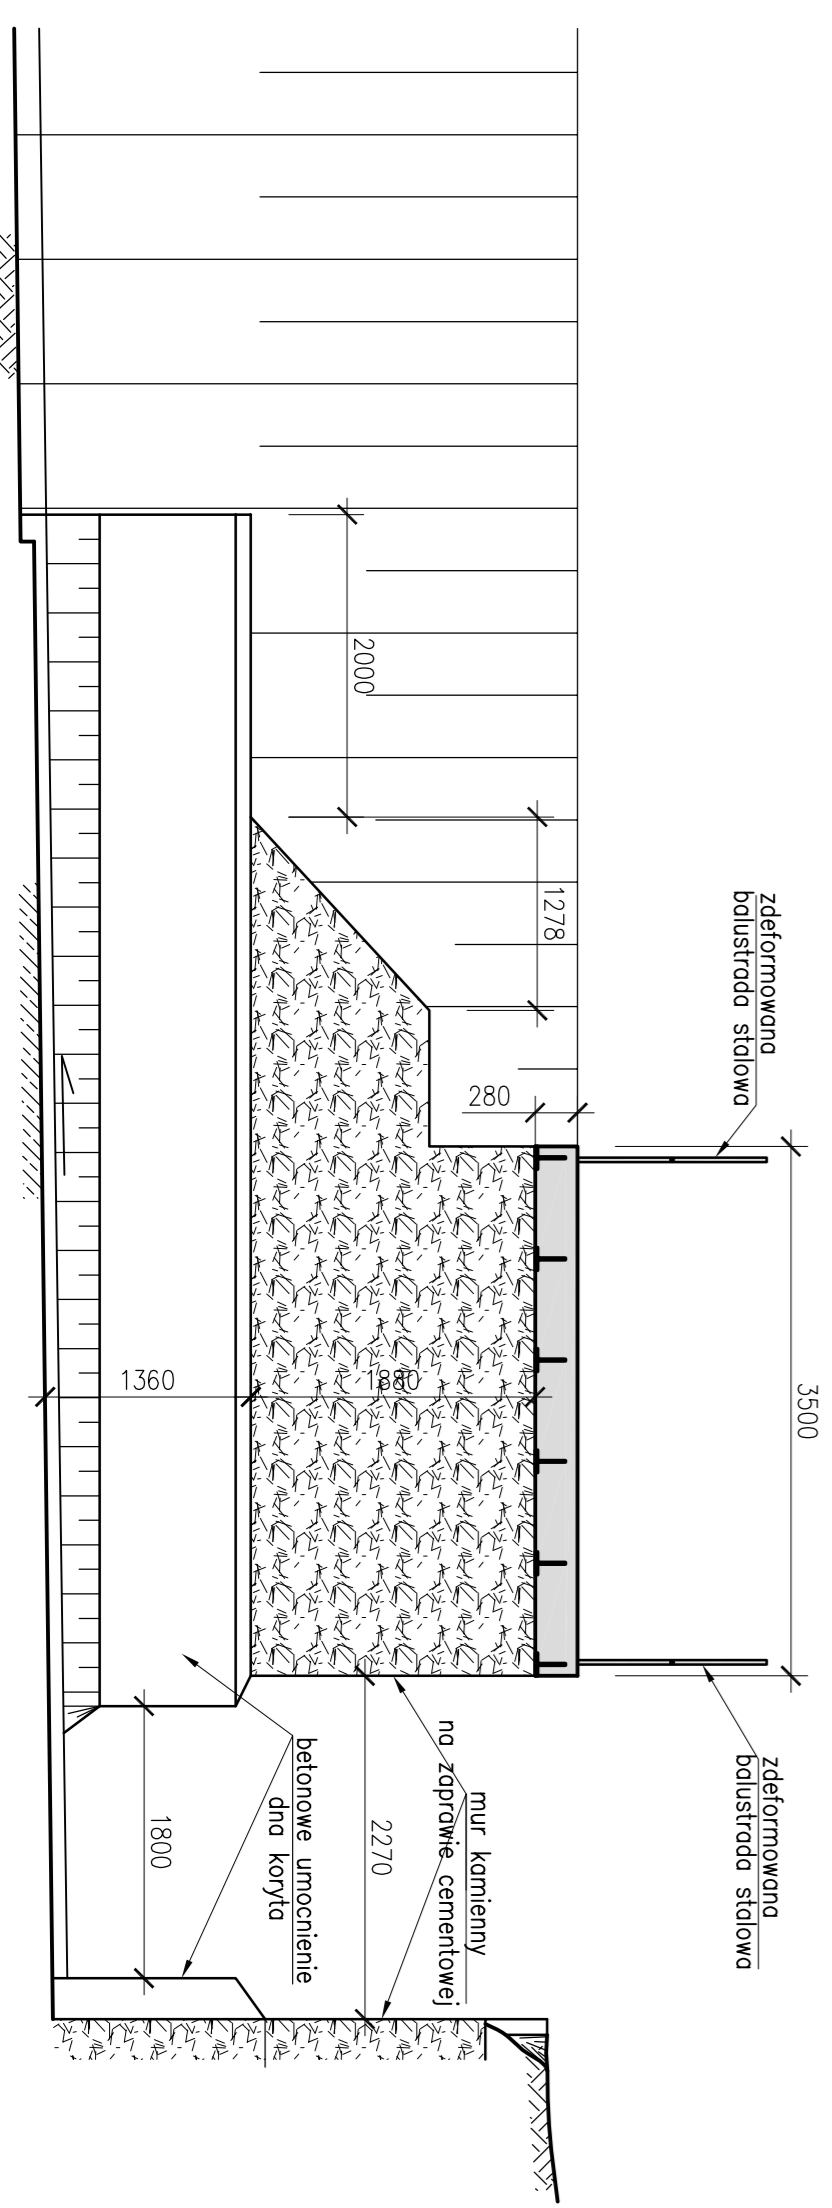 3500
zdeformowana
balustrada stalowa
zdeformowana
balustrada stalowa
280
1278
2000
1880
1360
mur kamienny
na zaprawie cementowej
2270
betonowe umocnienie
dna koryta
1800